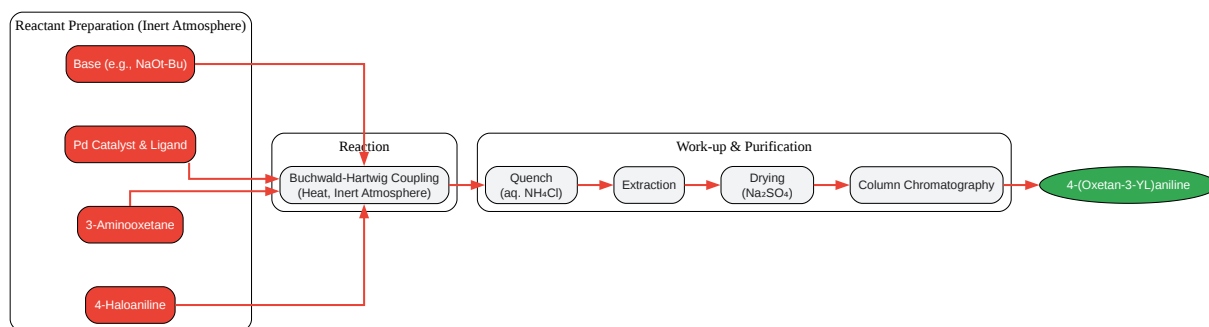 Reactant Preparation (Inert Atmosphere)
Base (e.g., NaOt-Bu)
Pd Catalyst & Ligand
3-Aminooxetane
4-Haloaniline
Reaction
Buchwald-Hartwig Coupling
(Heat, Inert Atmosphere)
Work-up & Purification
Quench
(aq. NH₄Cl)
Extraction
Drying
(Na₂SO₄)
Column Chromatography
4-(Oxetan-3-YL)aniline